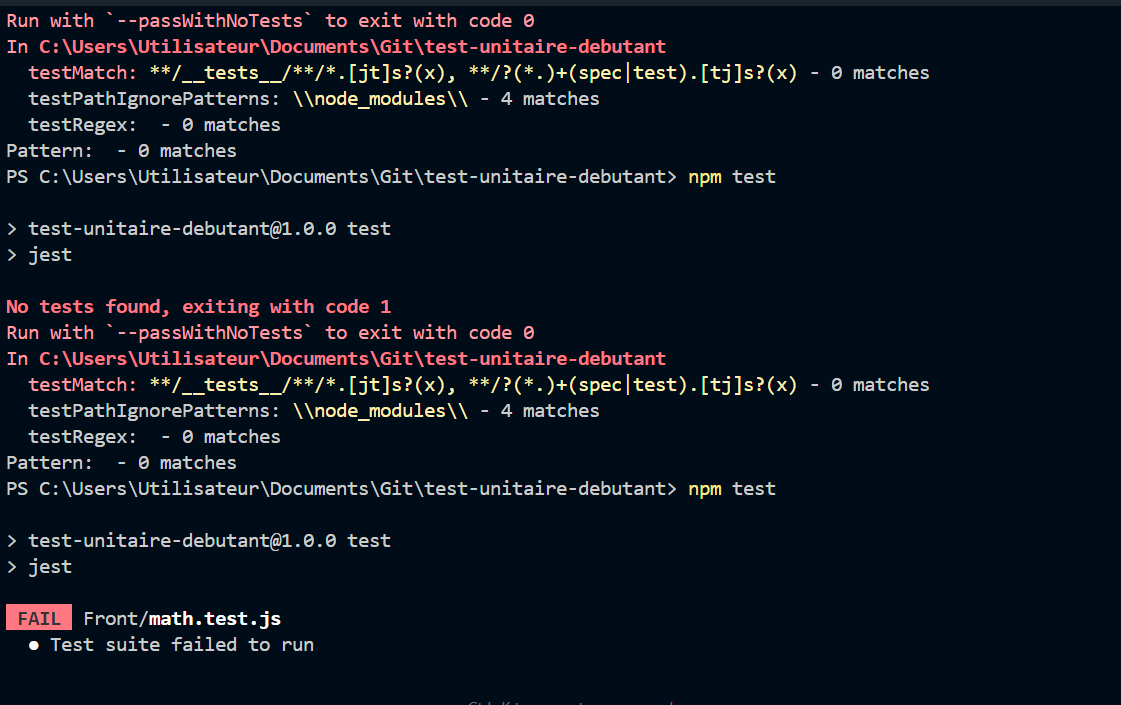 Run with `--passWithNoTests` to exit with code 0
In C:\Users\Utilisateur\Documents\Git\test-unitaire-debutant
  testMatch: **/__tests__/**/*.[jt]s?(x), **/?(*.)+(spec|test).[tj]s?(x) - 0 matches
  testPathIgnorePatterns: \\node_modules\\ - 4 matches
  testRegex:  - 0 matches
Pattern:  - 0 matches
PS C:\Users\Utilisateur\Documents\Git\test-unitaire-debutant> npm test
> test-unitaire-debutant@1.0.0 test
> jest
No tests found, exiting with code 1
Run with `--passWithNoTests` to exit with code 0
In C:\Users\Utilisateur\Documents\Git\test-unitaire-debutant
  testMatch: **/__tests__/**/*.[jt]s?(x), **/?(*.)+(spec|test).[tj]s?(x) - 0 matches
  testPathIgnorePatterns: \\node_modules\\ - 4 matches
  testRegex:  - 0 matches
Pattern:  - 0 matches
PS C:\Users\Utilisateur\Documents\Git\test-unitaire-debutant> npm test
> test-unitaire-debutant@1.0.0 test
> jest
FAIL Front/math.test.js
  ● Test suite failed to run